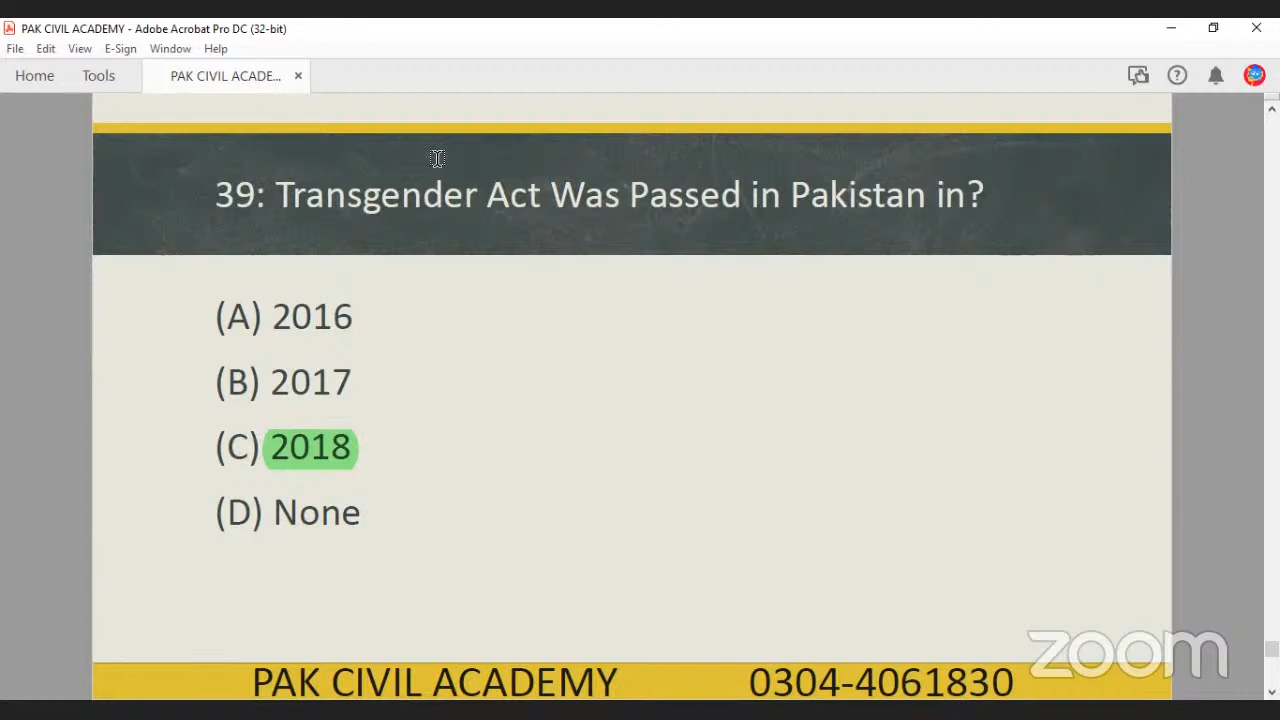 PAK CIVIL ACADEMY - Adobe Acrobat Pro DC (32-bit)
File Edit View E-Sign Window Help
Home Tools PAK CIVIL ACADE... ×
39: Transgender Act Was Passed in Pakistan in?
(A) 2016
(B) 2017
(C) 2018
(D) None
zoom
PAK CIVIL ACADEMY 0304-4061830